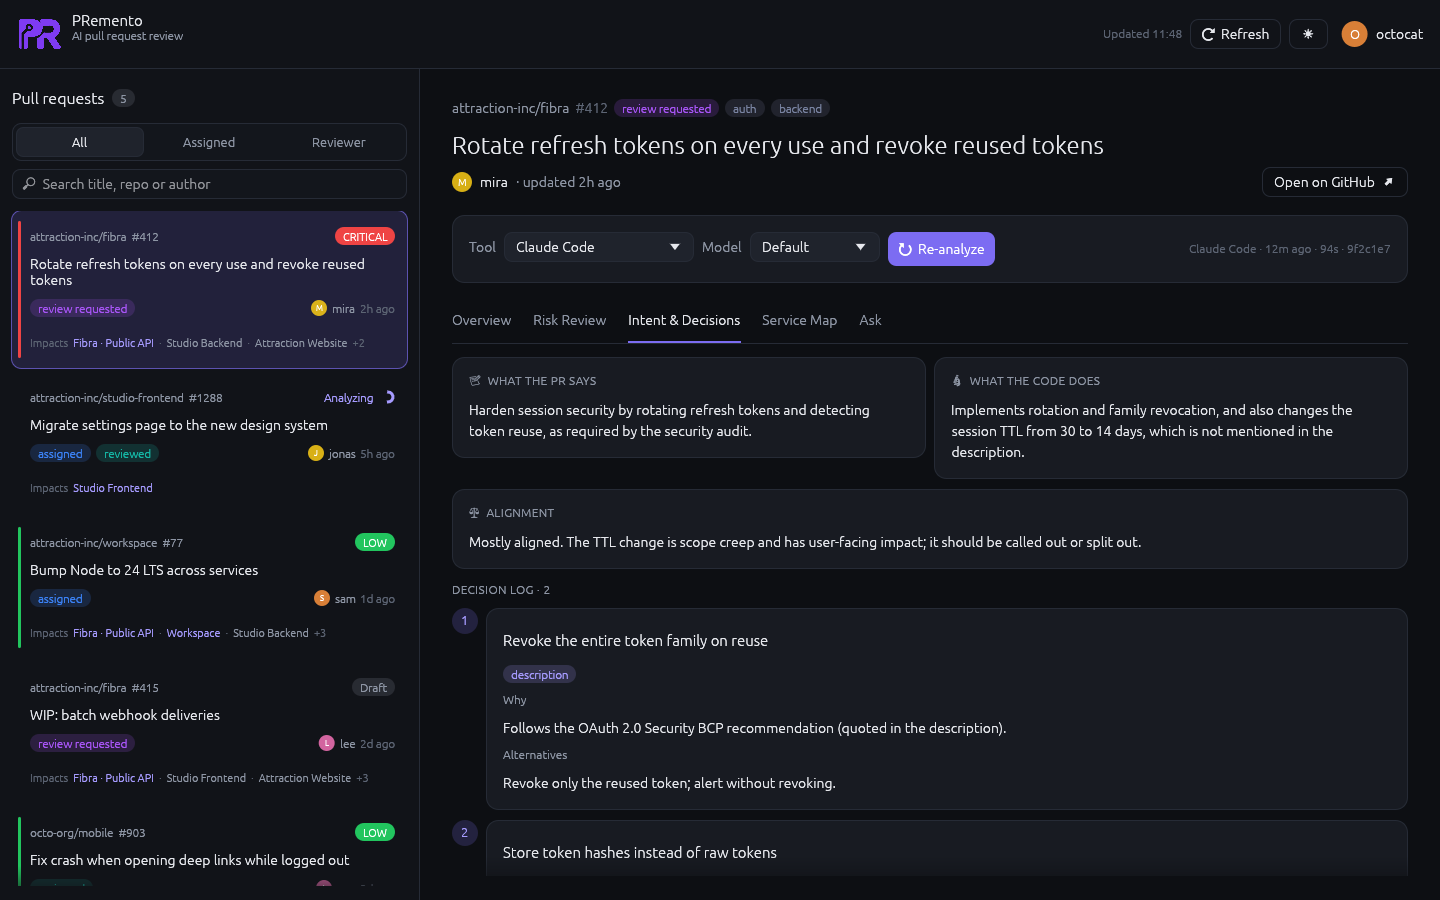 PR
PRemento
AI pull request review
Updated 11:48
Refresh
O
octocat
Pull requests 5
All
Assigned
Reviewer
Search title, repo or author
attraction-inc/fibra #412
CRITICAL
Rotate refresh tokens on every use and revoke reused
tokens
review requested
M
mira 2h ago
Impacts Fibra · Public API · Studio Backend · Attraction Website +2
attraction-inc/studio-frontend #1288
Analyzing
Migrate settings page to the new design system
assigned
reviewed
J
jonas 5h ago
Impacts Studio Frontend
attraction-inc/workspace #77
LOW
Bump Node to 24 LTS across services
assigned
S
sam 1d ago
Impacts Fibra · Public API · Workspace · Studio Backend +3
attraction-inc/fibra #415
Draft
WIP: batch webhook deliveries
review requested
L
lee 2d ago
Impacts Fibra · Public API · Studio Frontend · Attraction Website +3
octo-org/mobile #903
LOW
Fix crash when opening deep links while logged out
attraction-inc/fibra #412
review requested
auth
backend
Rotate refresh tokens on every use and revoke reused tokens
M
mira · updated 2h ago
Open on GitHub
Tool
Claude Code
Model
Default
Re-analyze
Claude Code · 12m ago · 94s · 9f2c1e7
Overview
Risk Review
Intent & Decisions
Service Map
Ask
WHAT THE PR SAYS
Harden session security by rotating refresh tokens and detecting
token reuse, as required by the security audit.
WHAT THE CODE DOES
Implements rotation and family revocation, and also changes the
session TTL from 30 to 14 days, which is not mentioned in the
description.
ALIGNMENT
Mostly aligned. The TTL change is scope creep and has user-facing impact; it should be called out or split out.
DECISION LOG · 2
1
Revoke the entire token family on reuse
description
Why
Follows the OAuth 2.0 Security BCP recommendation (quoted in the description).
Alternatives
Revoke only the reused token; alert without revoking.
2
Store token hashes instead of raw tokens